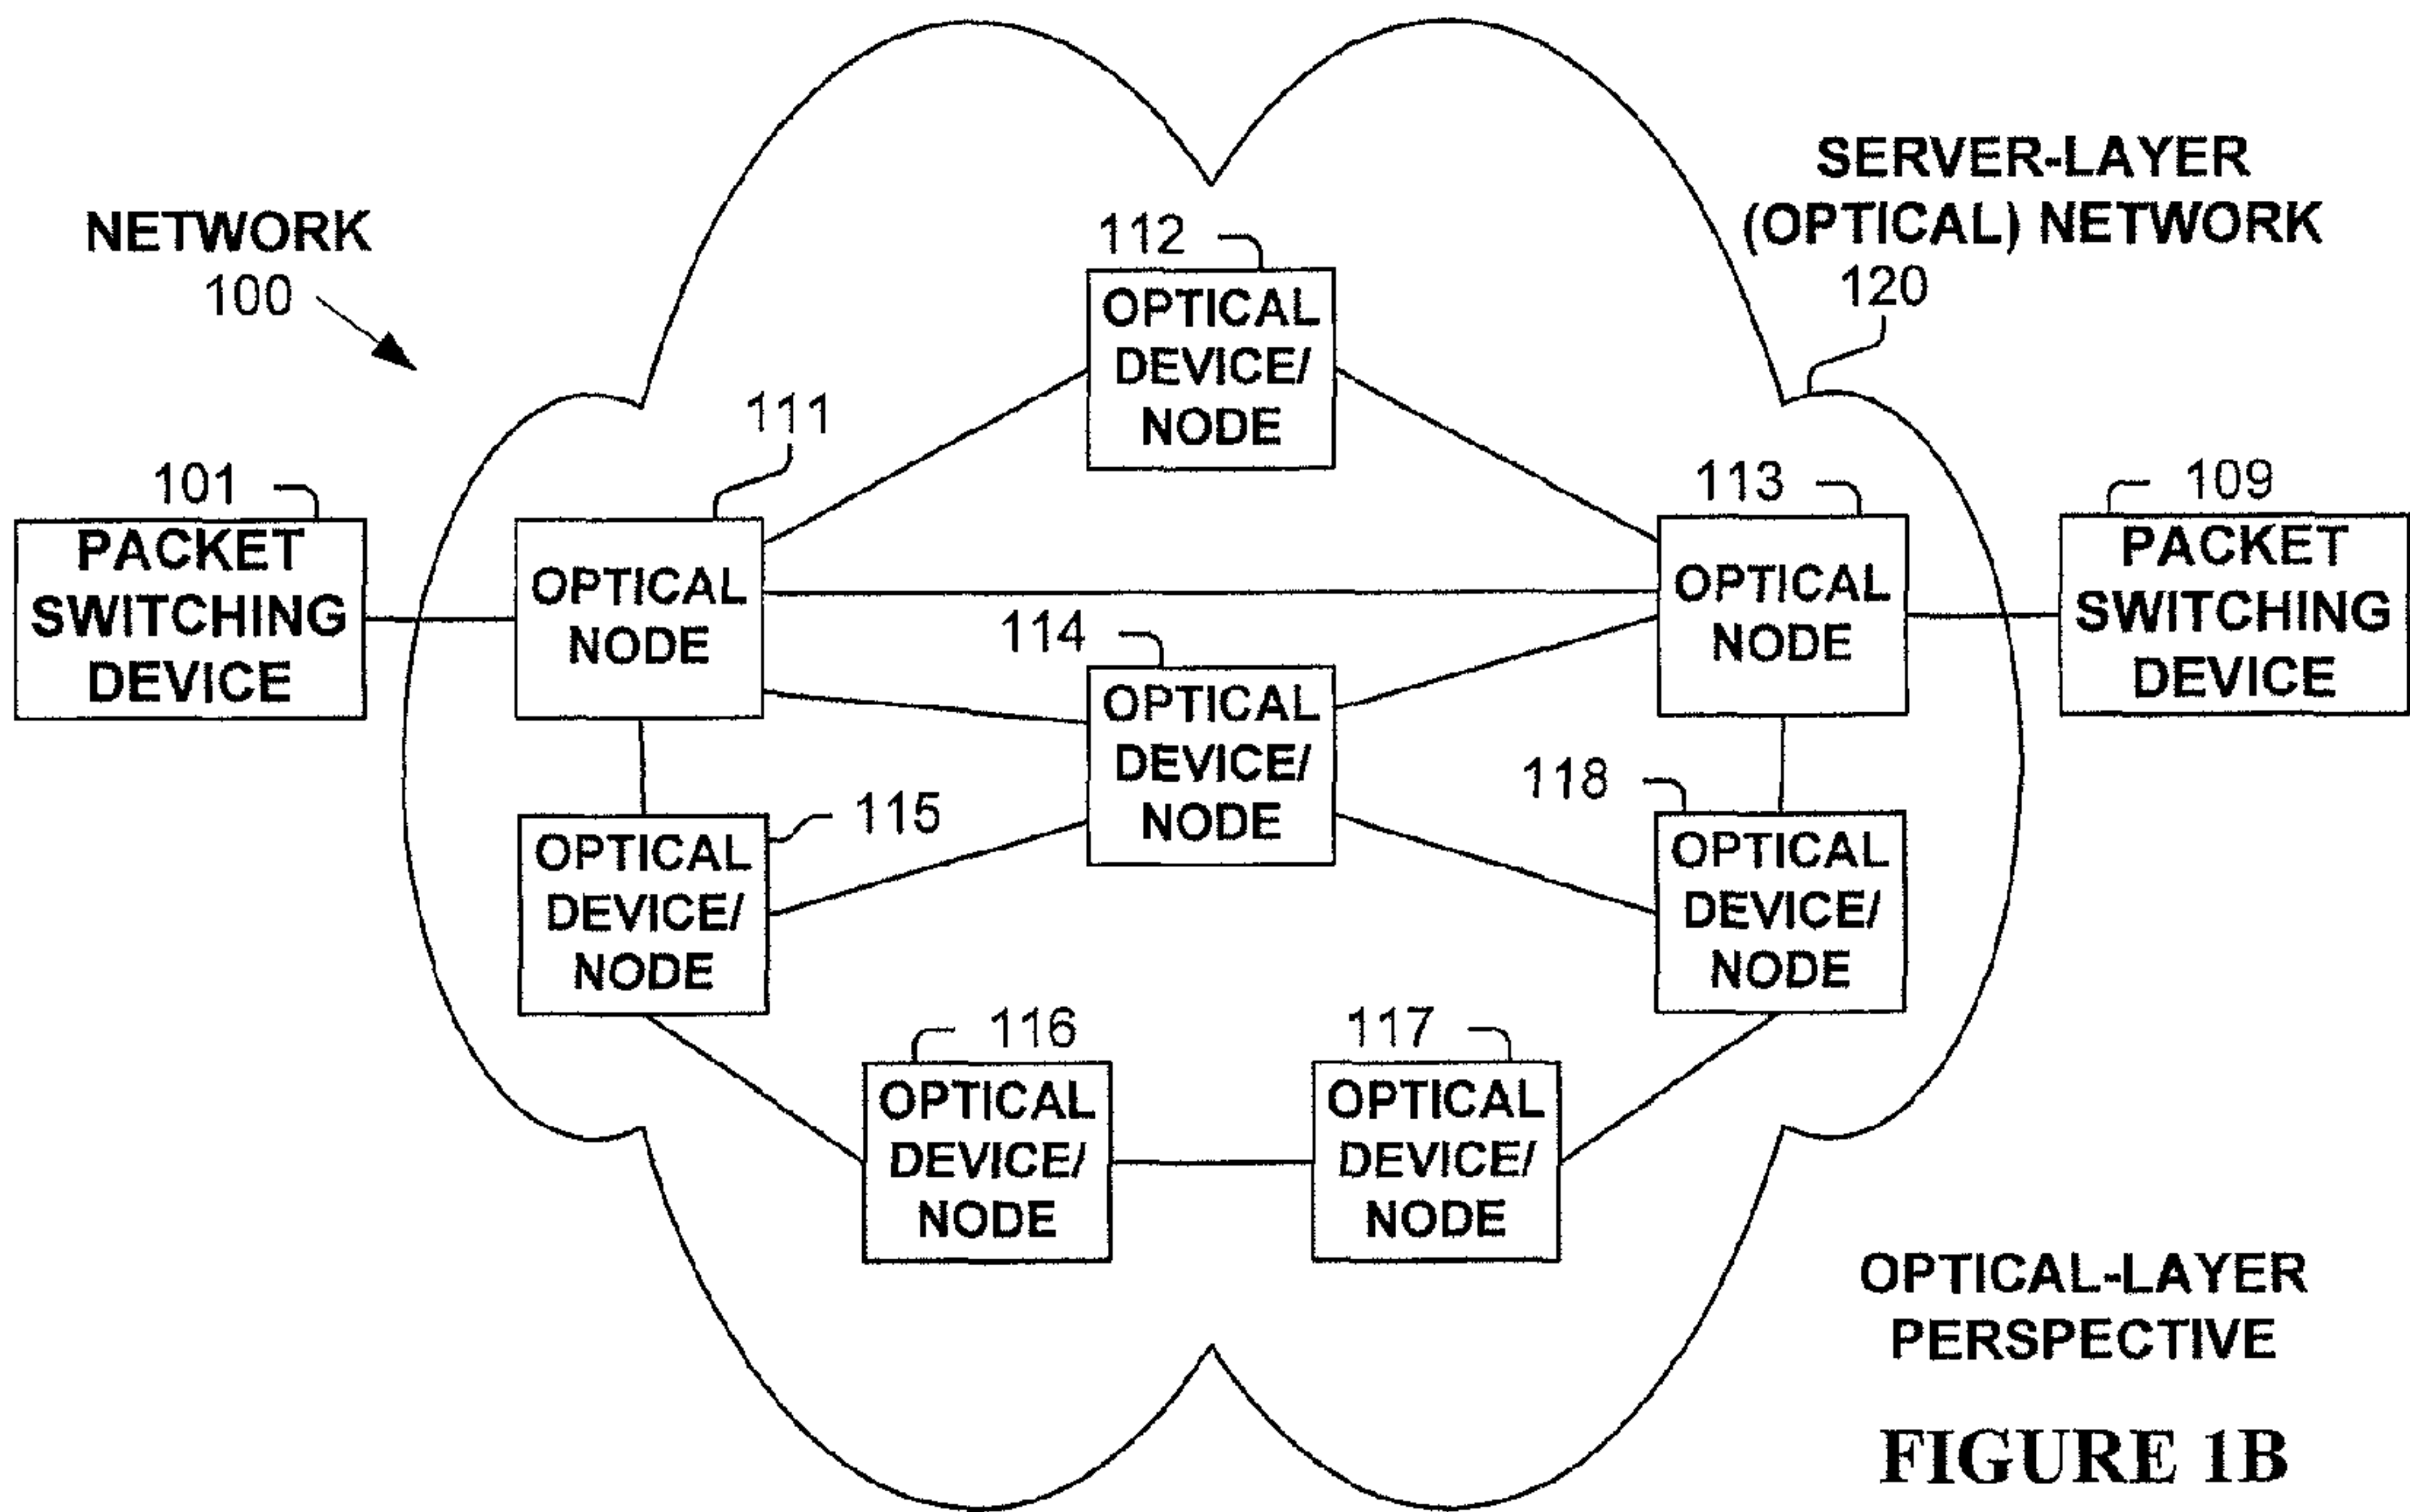 SERVER-LAYER
(OPTICAL) NETWORK
120
NETWORK
100
112
OPTICAL
DEVICE/
NODE
111
OPTICAL
NODE
101
PACKET
SWITCHING
DEVICE
113
OPTICAL
NODE
109
PACKET
SWITCHING
DEVICE
114
OPTICAL
DEVICE/
NODE
115
OPTICAL
DEVICE/
NODE
118
OPTICAL
DEVICE/
NODE
116
OPTICAL
DEVICE/
NODE
117
OPTICAL
DEVICE/
NODE
OPTICAL-LAYER
PERSPECTIVE
FIGURE 1B